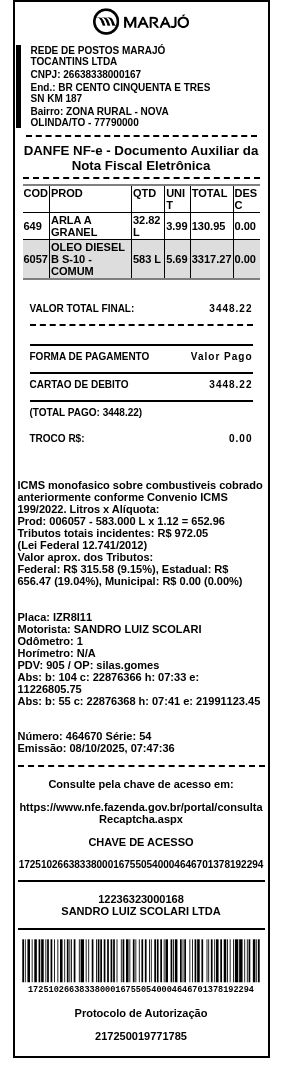 MARAJÓ
REDE DE POSTOS MARAJÓ
TOCANTINS LTDA
CNPJ: 26638338000167
End.: BR CENTO CINQUENTA E TRES
SN KM 187
Bairro: ZONA RURAL - NOVA
OLINDA/TO - 77790000
DANFE NF-e - Documento Auxiliar da
Nota Fiscal Eletrônica
COD PROD QTD UNI T TOTAL DES C
649 ARLA A GRANEL 32.82 L 3.99 130.95 0.00
6057 OLEO DIESEL B S-10 - COMUM 583 L 5.69 3317.27 0.00
VALOR TOTAL FINAL: 3448.22
FORMA DE PAGAMENTO Valor Pago
CARTAO DE DEBITO 3448.22
(TOTAL PAGO: 3448.22)
TROCO R$: 0.00
ICMS monofasico sobre combustiveis cobrado
anteriormente conforme Convenio ICMS
199/2022. Litros x Alíquota:
Prod: 006057 - 583.000 L x 1.12 = 652.96
Tributos totais incidentes: R$ 972.05
(Lei Federal 12.741/2012)
Valor aprox. dos Tributos:
Federal: R$ 315.58 (9.15%), Estadual: R$
656.47 (19.04%), Municipal: R$ 0.00 (0.00%)
Placa: IZR8I11
Motorista: SANDRO LUIZ SCOLARI
Odômetro: 1
Horímetro: N/A
PDV: 905 / OP: silas.gomes
Abs: b: 104 c: 22876366 h: 07:33 e:
11226805.75
Abs: b: 55 c: 22876368 h: 07:41 e: 21991123.45
Número: 464670 Série: 54
Emissão: 08/10/2025, 07:47:36
Consulte pela chave de acesso em:
https://www.nfe.fazenda.gov.br/portal/consulta
Recaptcha.aspx
CHAVE DE ACESSO
17251026638338000167550540004646701378192294
12236323000168
SANDRO LUIZ SCOLARI LTDA
17251026638338000167550540004646701378192294
Protocolo de Autorização
217250019771785